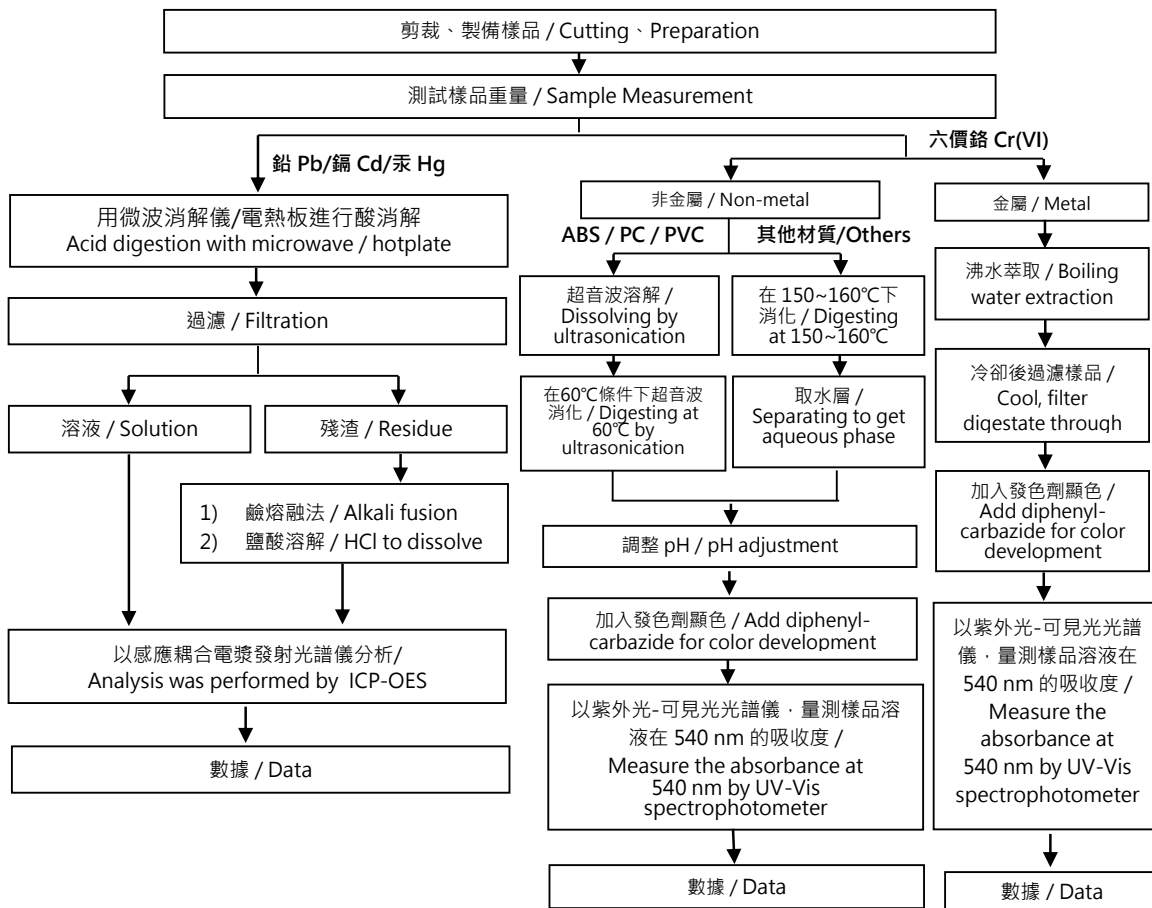 剪裁、製備樣品 / Cutting、Preparation
測試樣品重量 / Sample Measurement
鉛 Pb/鎘 Cd/汞 Hg
用微波消解儀/電熱板進行酸消解
Acid digestion with microwave / hotplate
過濾 / Filtration
溶液 / Solution
殘渣 / Residue
1) 鹼熔融法 / Alkali fusion
2) 鹽酸溶解 / HCl to dissolve
以感應耦合電漿發射光譜儀分析/
Analysis was performed by ICP-OES
數據 / Data
六價鉻 Cr(VI)
非金屬 / Non-metal
ABS / PC / PVC
其他材質/Others
超音波溶解 /
Dissolving by
ultrasonication
在60℃條件下超音波
消化 / Digesting at
60℃ by
ultrasonication
在 150~160℃下
消化 / Digesting
at 150~160℃
取水層 /
Separating to get
aqueous phase
調整 pH / pH adjustment
加入發色劑顯色 / Add diphenyl-
carbazide for color development
以紫外光-可見光光譜儀，量測樣品溶
液在 540 nm 的吸收度 /
Measure the absorbance at
540 nm by UV-Vis
spectrophotometer
數據 / Data
金屬 / Metal
沸水萃取 / Boiling
water extraction
冷卻後過濾樣品 /
Cool, filter
digestate through
加入發色劑顯色 /
Add diphenyl-
carbazide for color
development
以紫外光-可見光光譜
儀，量測樣品溶液在
540 nm 的吸收度 /
Measure the
absorbance at
540 nm by UV-Vis
spectrophotometer
數據 / Data